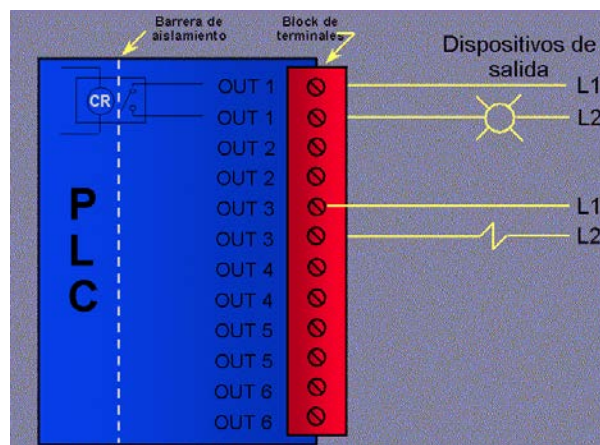 Barrera de
aislamiento
Block de
terminales
Dispositivos de
salida
CR
OUT 1
L1
OUT 1
L2
OUT 2
OUT 2
PLC
OUT 3
L1
OUT 3
L2
OUT 4
OUT 4
OUT 5
OUT 5
OUT 6
OUT 6